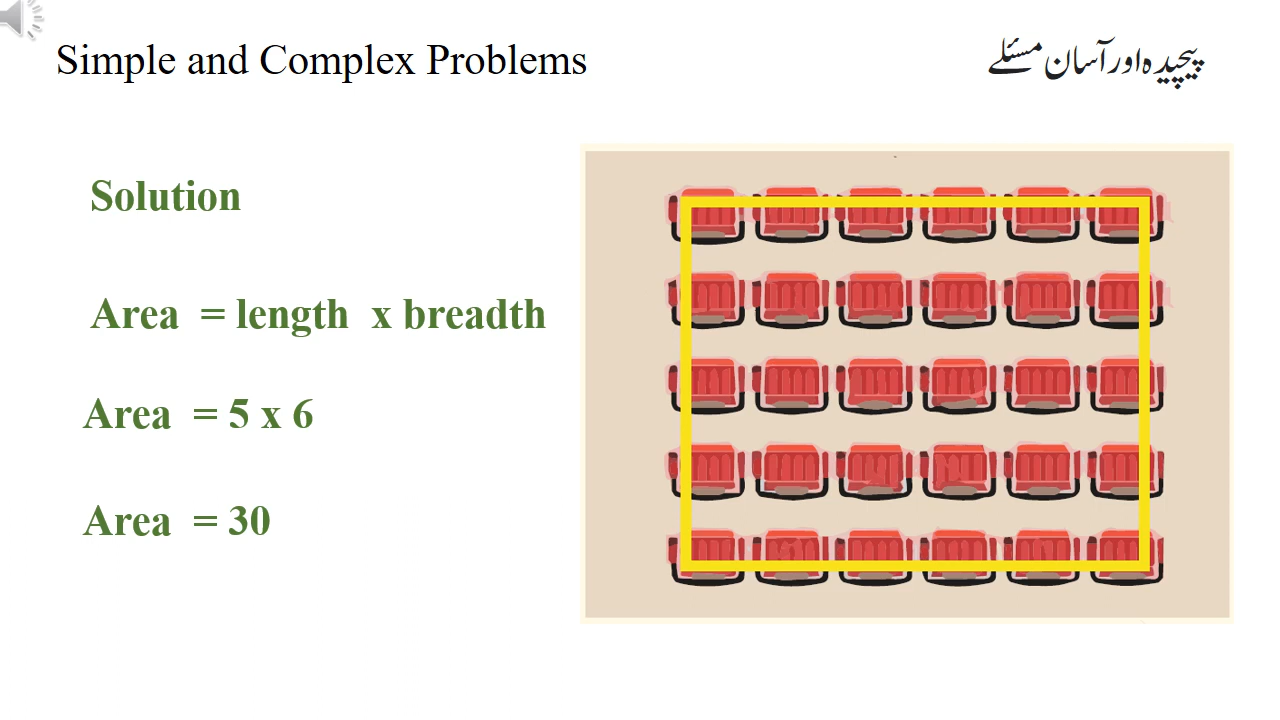 Simple and Complex Problems
پیچیدہ اور آسان مسئلے
Solution
Area = length x breadth
Area = 5 x 6
Area = 30